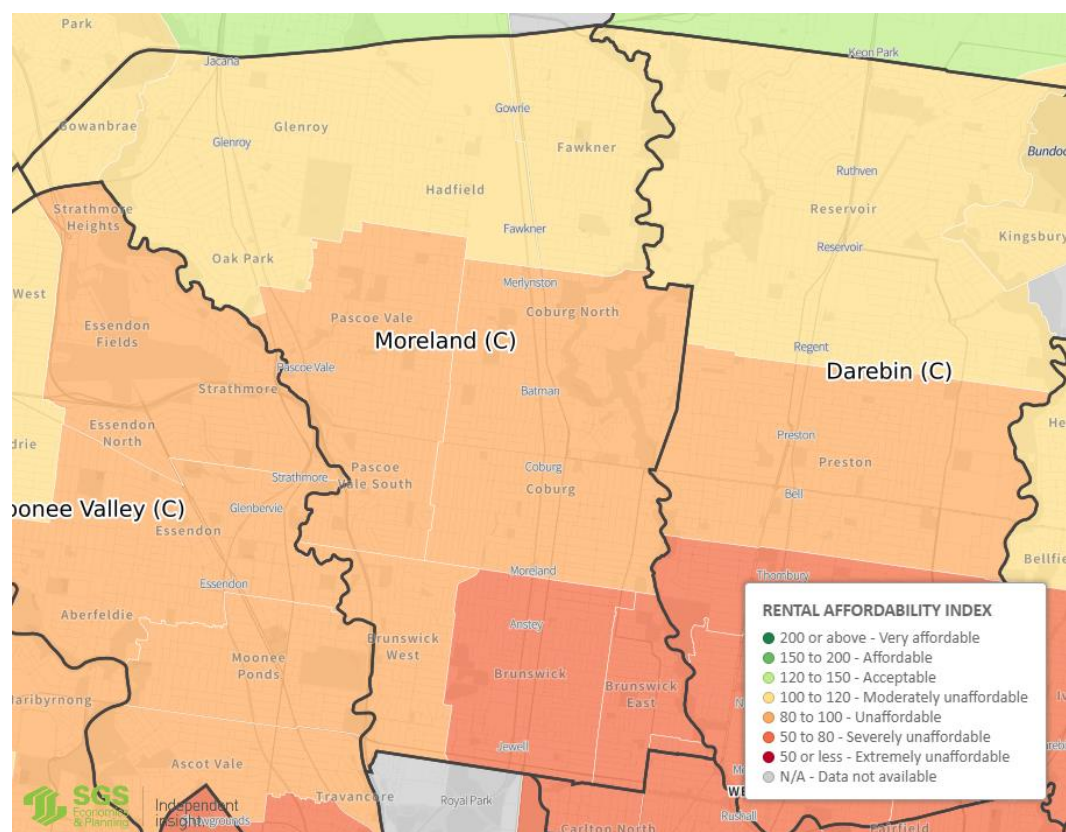 Park
Jacana
Keon Park
Gowanbrae
Glenroy
Glenroy
Gowrie
Fawkner
Bundoo
Hadfield
Ruthven
Reservoir
Strathmore
Heights
Fawkner
Reservoir
Kingsbury
Oak Park
West
Merlynston
Coburg North
Essendon
Fields
Pascoe Vale
Moreland (C)
Regent
Darebin (C)
Pascoe Vale
Strathmore
Batman
He
Essendon
North
drie
Preston
Preston
Pascoe
Vale South
Coburg
Coburg
Strathmore
Bell
oonee Valley (C)
Glenbervie
Essendon
Moreland
Bellfie
Essendon
Thornbury
Aberfeldie
Anstey
Brunswick
West
Moonee
Ponds
Brunswick
Brunswick
East
Maribyrnong
Jewell
Ascot Vale
Travancore
Royal Park
Carlton North
Rushall
Fairfield
WE
RENTAL AFFORDABILITY INDEX
200 or above - Very affordable
150 to 200 - Affordable
120 to 150 - Acceptable
100 to 120 - Moderately unaffordable
80 to 100 - Unaffordable
50 to 80 - Severely unaffordable
50 or less - Extremely unaffordable
N/A - Data not available
SGS
Economics
& Planning
Independent
insight.
wgrounds